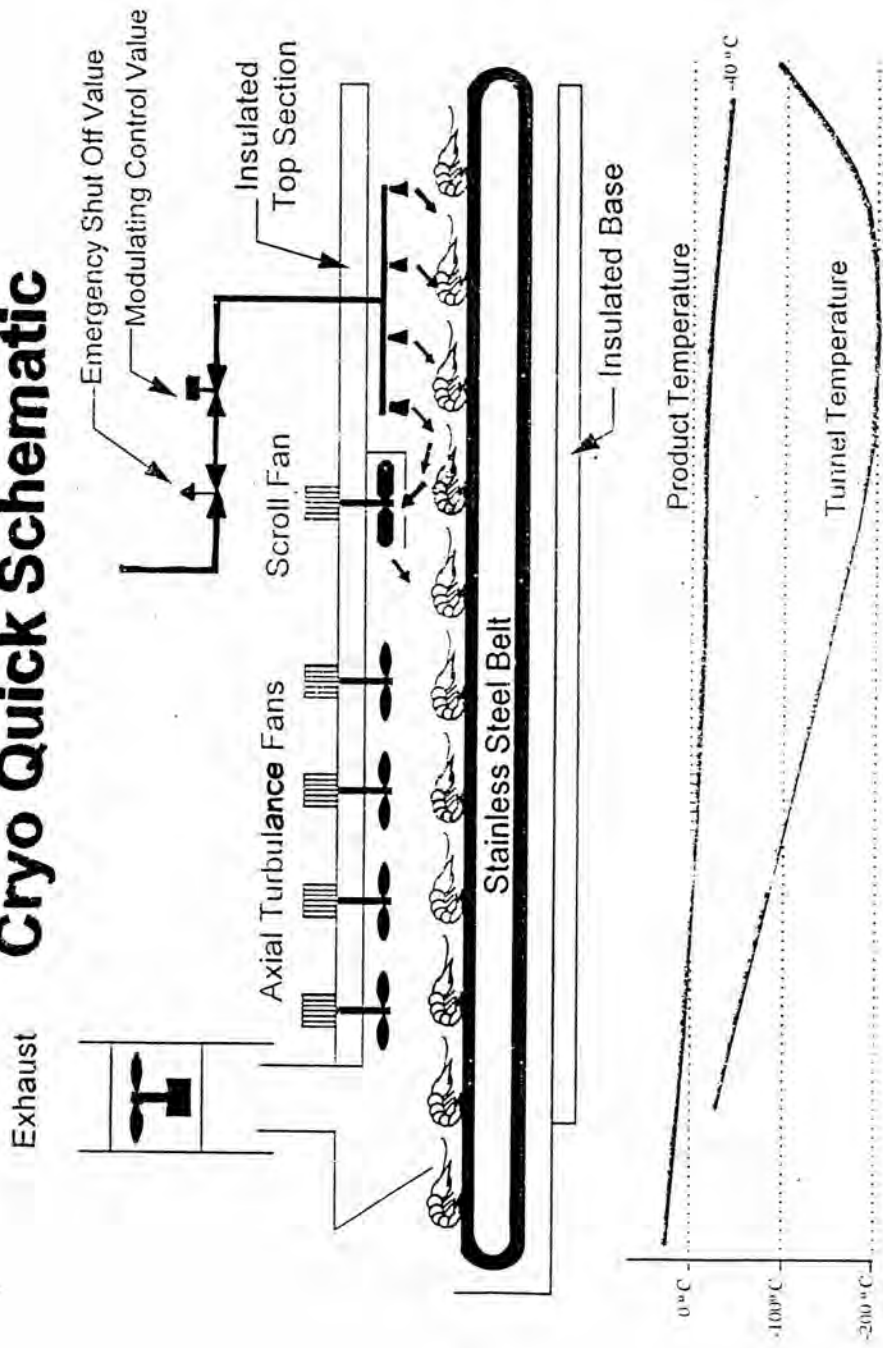 Cryo Quick Schematic
Exhaust
Emergency Shut Off Value
Modulating Control Value
Axial Turbulance Fans
Scroll Fan
Insulated
Top Section
Stainless Steel Belt
Insulated Base
0 °C
-100°C
-200 °C
Product Temperature
-40 °C
Tunnel Temperature